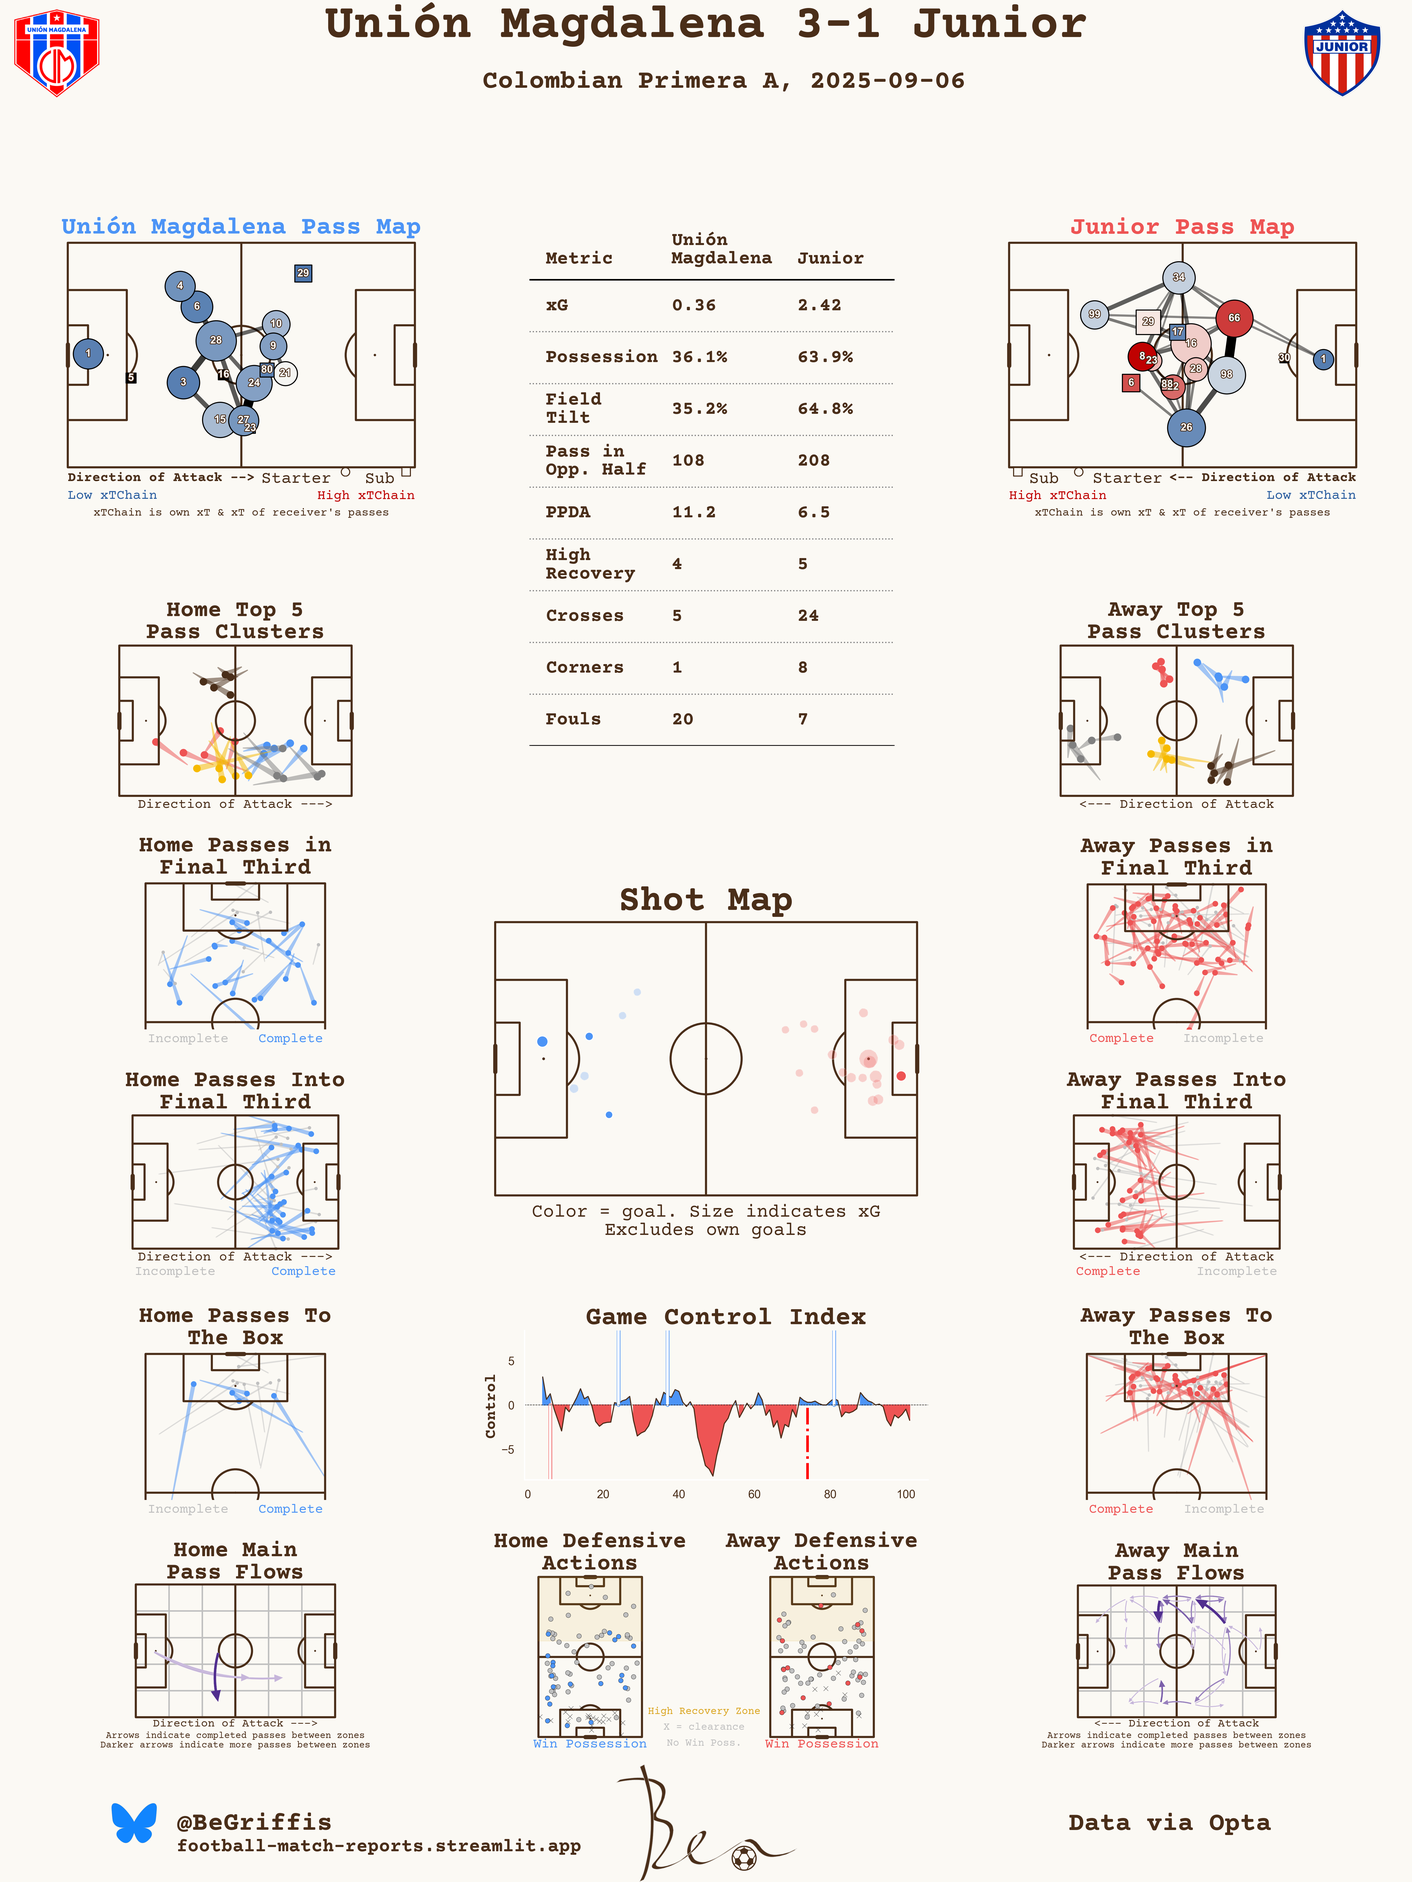 Unión Magdalena 3-1 Junior
Colombian Primera A, 2025-09-06
UNIÓN MAGDALENA
JUNIOR
Unión Magdalena Pass Map
4
6
29
10
28
9
1
5
3
16
80
21
24
15
27
23
Direction of Attack --> Starter Sub
Low xTChain High xTChain
xTChain is own xT & xT of receiver's passes
Metric Unión Magdalena Junior
xG 0.36 2.42
Possession 36.1% 63.9%
Field Tilt 35.2% 64.8%
Pass in Opp. Half 108 208
PPDA 11.2 6.5
High Recovery 4 5
Crosses 5 24
Corners 1 8
Fouls 20 7
Junior Pass Map
34
99
29
17
66
16
8
23
30
1
28
98
6
88
26
Sub Starter <-- Direction of Attack
High xTChain Low xTChain
xTChain is own xT & xT of receiver's passes
Home Top 5
Pass Clusters
Direction of Attack --->
Away Top 5
Pass Clusters
<--- Direction of Attack
Home Passes in
Final Third
Incomplete Complete
Away Passes in
Final Third
Complete Incomplete
Shot Map
Color = goal. Size indicates xG
Excludes own goals
Home Passes Into
Final Third
Direction of Attack --->
Incomplete Complete
Away Passes Into
Final Third
<--- Direction of Attack
Complete Incomplete
Home Passes To
The Box
Incomplete Complete
Game Control Index
Control
5
0
−5
0 20 40 60 80 100
Away Passes To
The Box
Complete Incomplete
Home Main
Pass Flows
Direction of Attack --->
Arrows indicate completed passes between zones
Darker arrows indicate more passes between zones
Home Defensive
Actions
Win Possession
High Recovery Zone
X = clearance
No Win Poss.
Away Defensive
Actions
Win Possession
Away Main
Pass Flows
<--- Direction of Attack
Arrows indicate completed passes between zones
Darker arrows indicate more passes between zones
@BeGriffis
football-match-reports.streamlit.app
Ben
Data via Opta